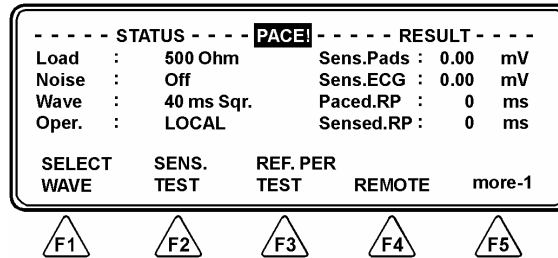 - - - - - STATUS - - - - PACE! - - - - - RESULT - - - -
Load : 500 Ohm Sens.Pads : 0.00 mV
Noise : Off Sens.ECG : 0.00 mV
Wave : 40 ms Sqr. Paced.RP : 0 ms
Oper. : LOCAL Sensed.RP : 0 ms
SELECT SENS. REF. PER
WAVE TEST TEST REMOTE more-1
F1 F2 F3 F4 F5